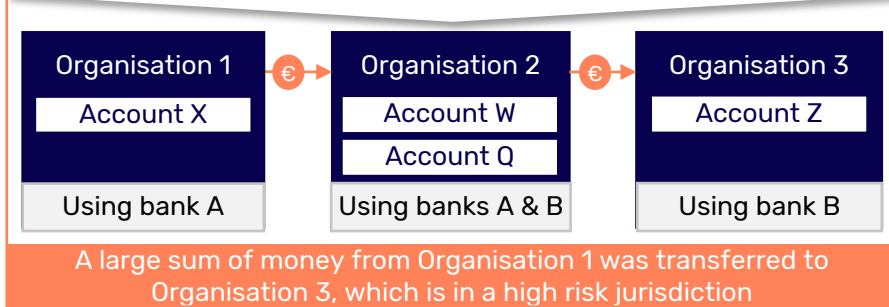 Organisation 1
€
Organisation 2
€
Organisation 3
Account X
Account W
Account Z
Account Q
Using bank A
Using banks A & B
Using bank B
A large sum of money from Organisation 1 was transferred to
Organisation 3, which is in a high risk jurisdiction